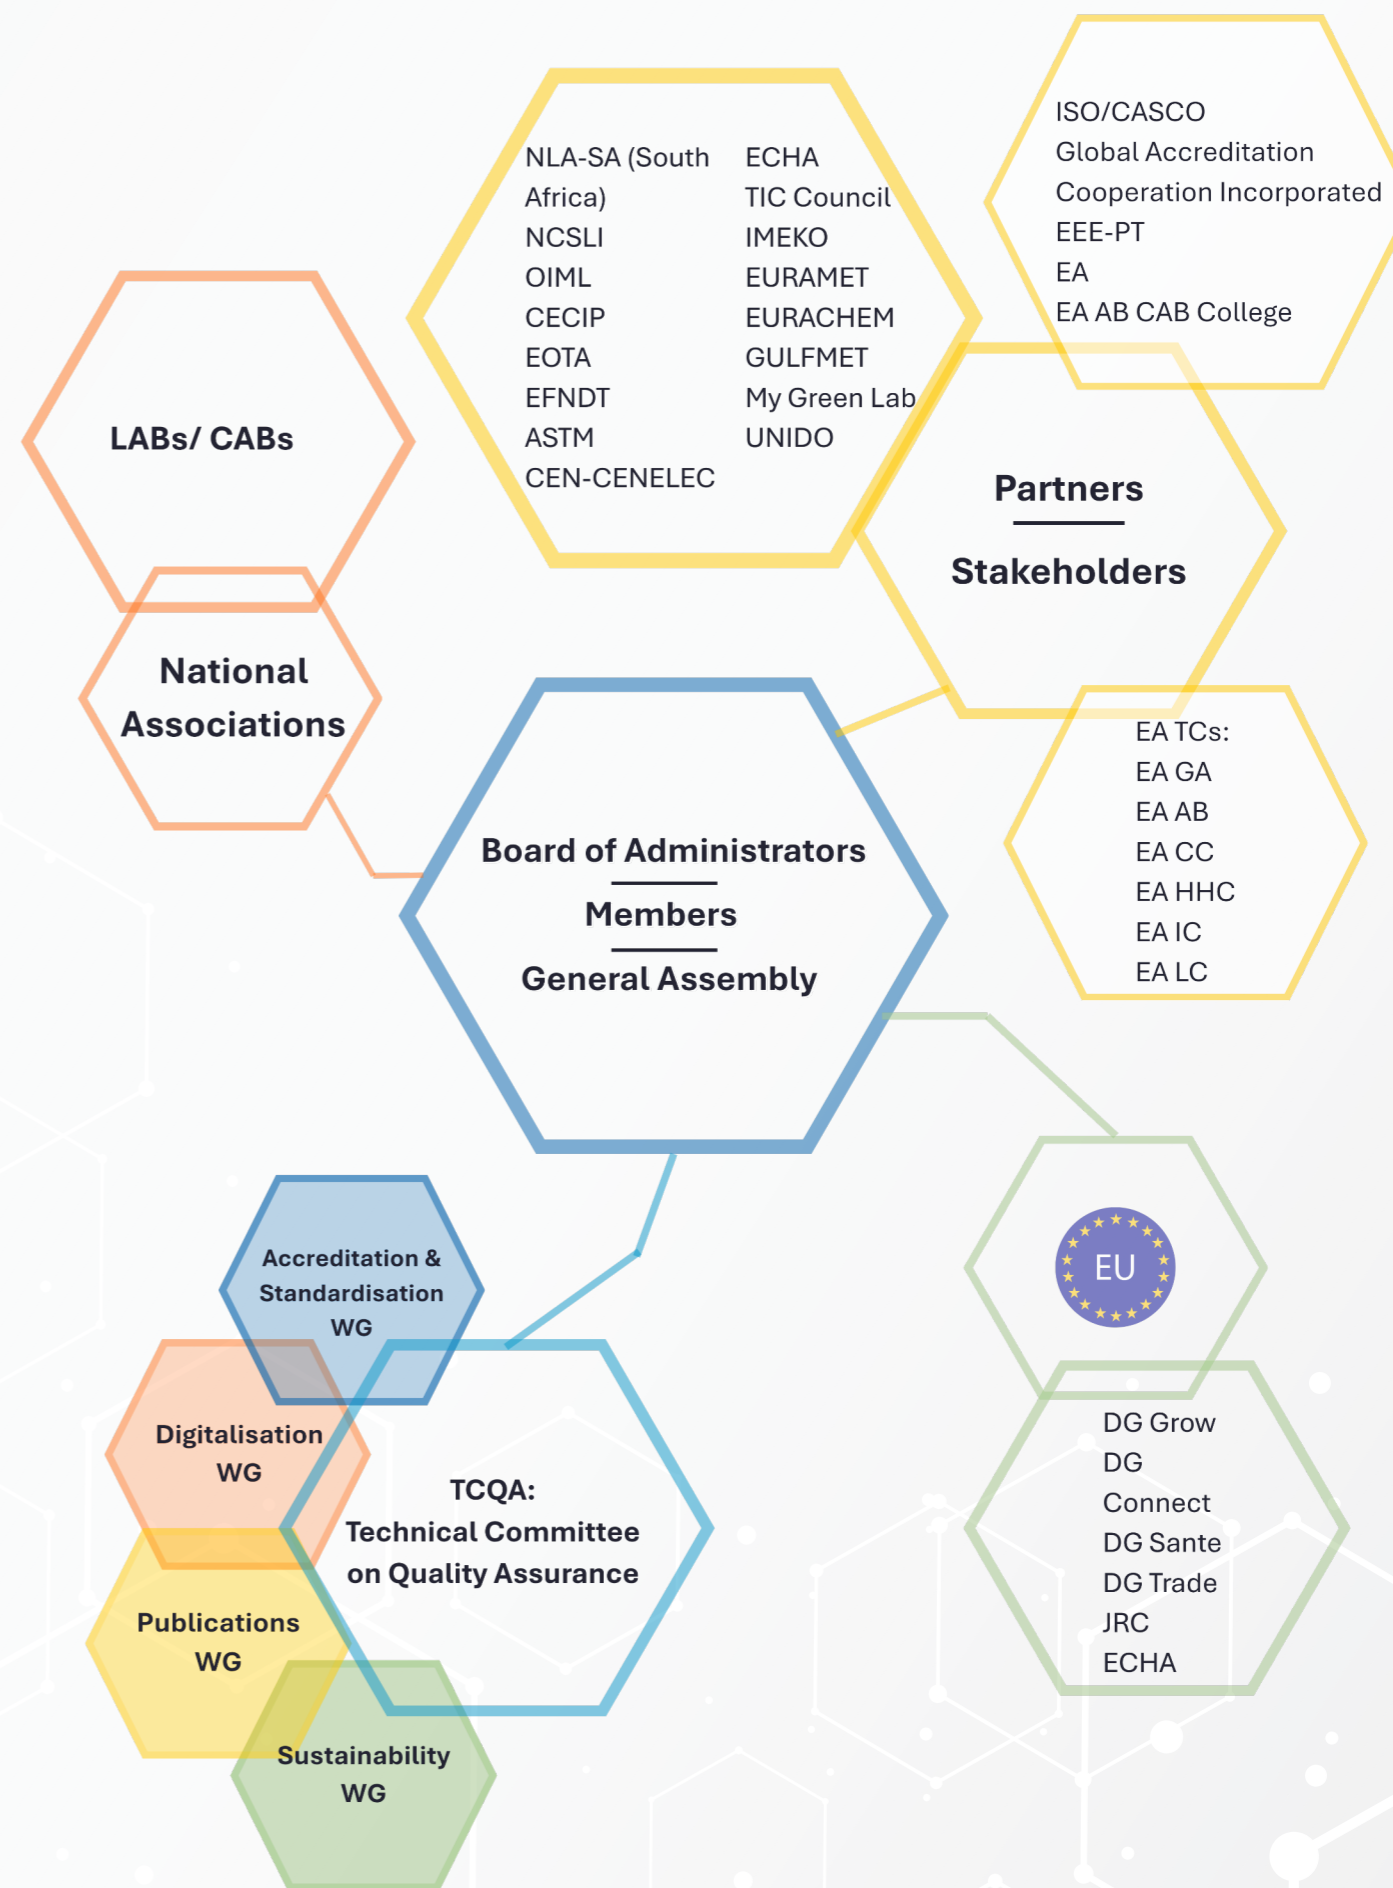 ISO/CASCO
Global Accreditation
Cooperation Incorporated
EEE-PT
EA
EA AB CAB College
NLA-SA (South
Africa)
NCSLI
OIML
CECIP
EOTA
EFNDT
ASTM
CEN-CENELEC
ECHA
TIC Council
IMEKO
EURAMET
EURACHEM
GULFMET
My Green Lab
UNIDO
LABs/ CABs
Partners
Stakeholders
National
Associations
EA TCs:
EA GA
EA AB
EA CC
EA HHC
EA IC
EA LC
Board of Administrators
Members
General Assembly
EU
DG Grow
DG
Connect
DG Sante
DG Trade
JRC
ECHA
Accreditation &
Standardisation
WG
Digitalisation
WG
TCQA:
Technical Committee
on Quality Assurance
Publications
WG
Sustainability
WG